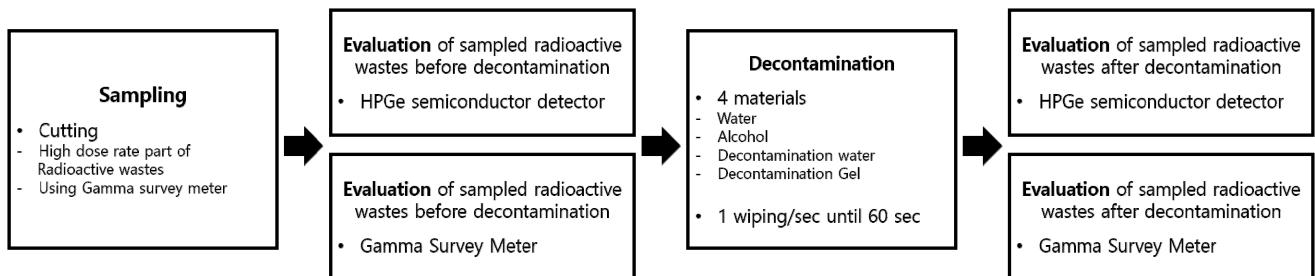 Sampling
• Cutting
- High dose rate part of
Radioactive wastes
- Using Gamma survey meter
Evaluation of sampled radioactive
wastes before decontamination
• HPGe semiconductor detector
Evaluation of sampled radioactive
wastes before decontamination
• Gamma Survey Meter
Decontamination
• 4 materials
- Water
- Alcohol
- Decontamination water
- Decontamination Gel
• 1 wiping/sec until 60 sec
Evaluation of sampled radioactive
wastes after decontamination
• HPGe semiconductor detector
Evaluation of sampled radioactive
wastes after decontamination
• Gamma Survey Meter